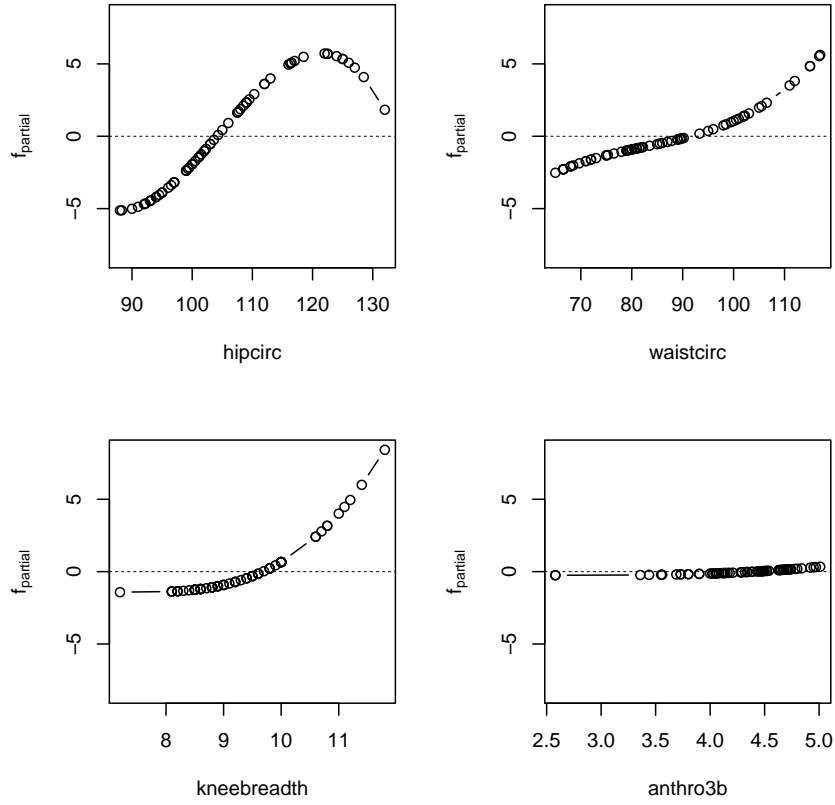 f_partial
5
0
−5
90 100 110 120 130
hipcirc
f_partial
5
0
−5
70 80 90 100 110
waistcirc
f_partial
5
0
−5
8 9 10 11
kneebreadth
f_partial
5
0
−5
2.5 3.0 3.5 4.0 4.5 5.0
anthro3b